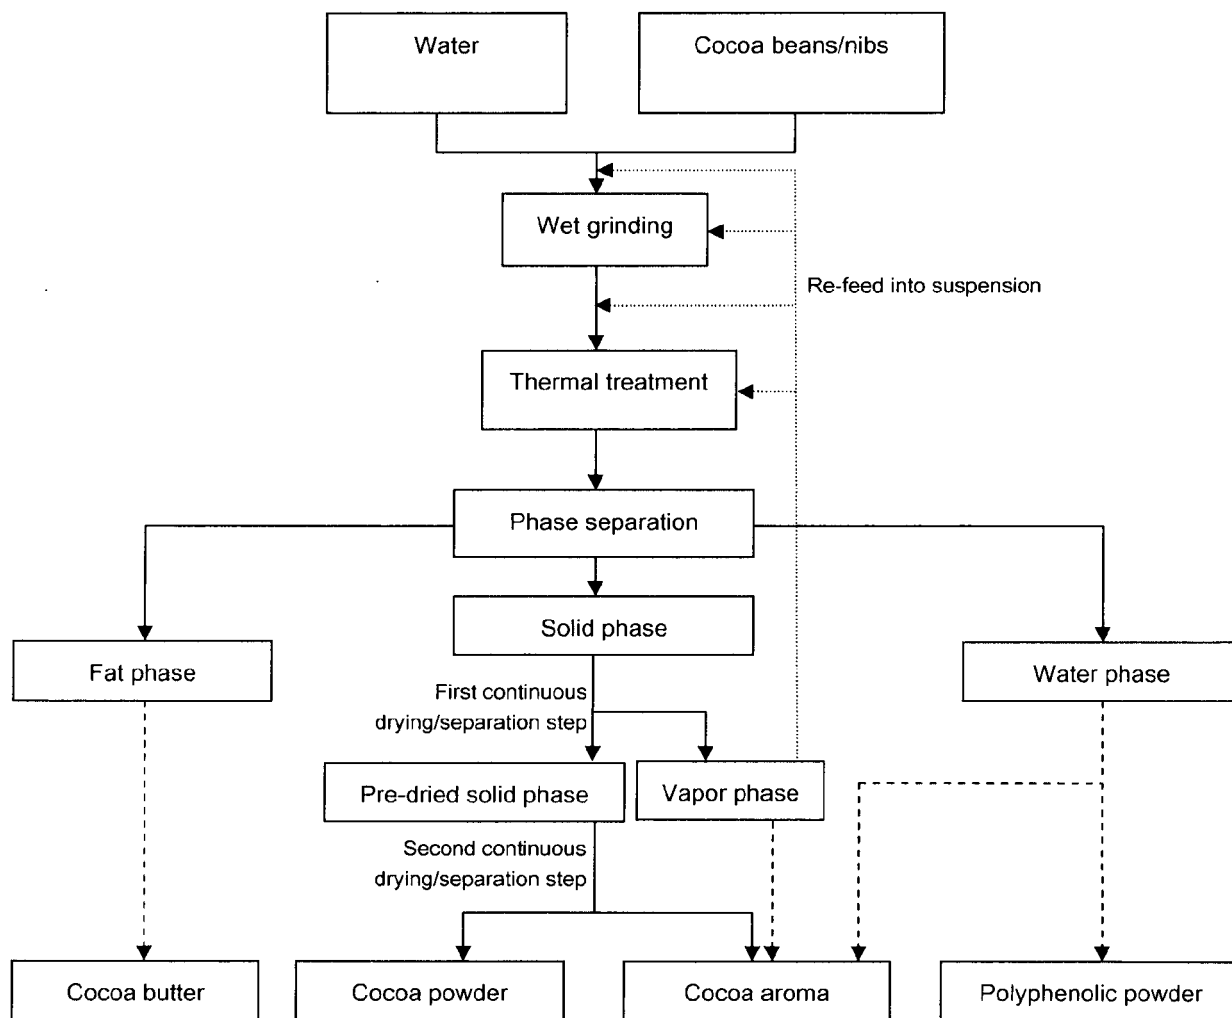 Water
Cocoa beans/nibs
Wet grinding
Re-feed into suspension
Thermal treatment
Phase separation
Solid phase
Fat phase
Water phase
First continuous
drying/separation step
Pre-dried solid phase
Vapor phase
Second continuous
drying/separation step
Cocoa butter
Cocoa powder
Cocoa aroma
Polyphenolic powder